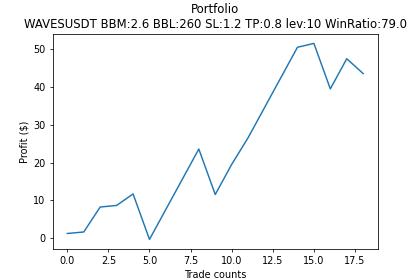 Portfolio
WAVESUSDT BBM:2.6 BBL:260 SL:1.2 TP:0.8 lev:10 WinRatio:79.0
50
40
30
20
10
0
Profit ($)
0.0 2.5 5.0 7.5 10.0 12.5 15.0 17.5
Trade counts